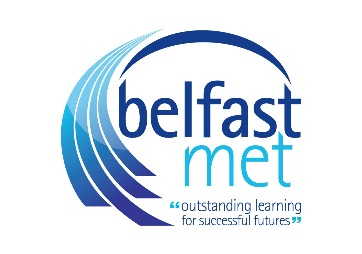 belfast
met
“outstanding learning
for successful futures”